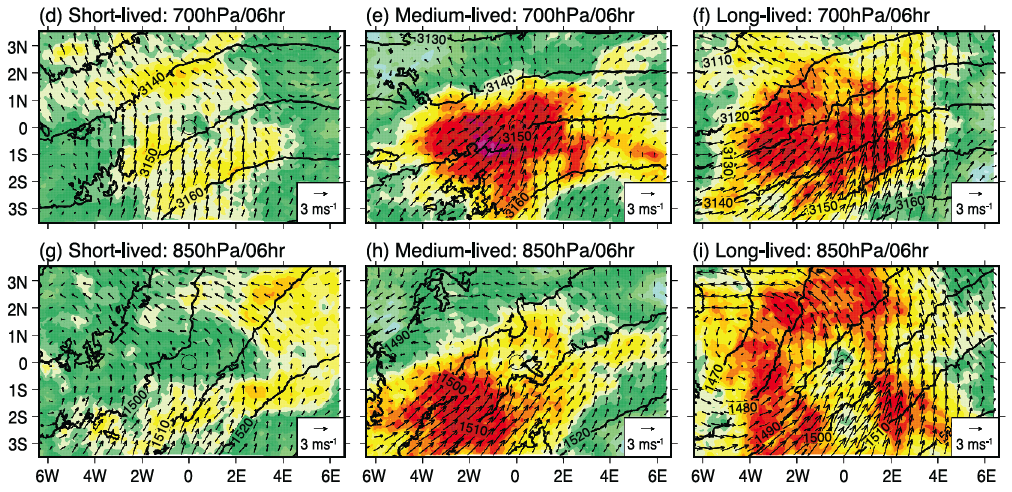 (d) Short-lived: 700hPa/06hr
(e) Medium-lived: 700hPa/06hr
(f) Long-lived: 700hPa/06hr
3N
2N
1N
0
1S
2S
3S
3140
3150
3160
3 ms⁻¹
3130
3140
3150
3160
3 ms⁻¹
3110
3120
3130
3140
3150
3160
3 ms⁻¹
(g) Short-lived: 850hPa/06hr
(h) Medium-lived: 850hPa/06hr
(i) Long-lived: 850hPa/06hr
3N
2N
1N
0
1S
2S
3S
1500
1510
1520
3 ms⁻¹
1490
1500
1510
1520
3 ms⁻¹
1470
1480
1490
1500
1510
3 ms⁻¹
6W 4W 2W 0 2E 4E 6E
6W 4W 2W 0 2E 4E 6E
6W 4W 2W 0 2E 4E 6E